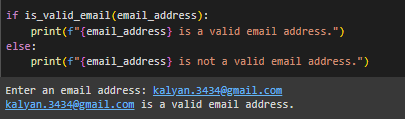 if is_valid_email(email_address):
    print(f"{email_address} is a valid email address.")
else:
    print(f"{email_address} is not a valid email address.")
Enter an email address: kalyan.3434@gmail.com
kalyan.3434@gmail.com is a valid email address.